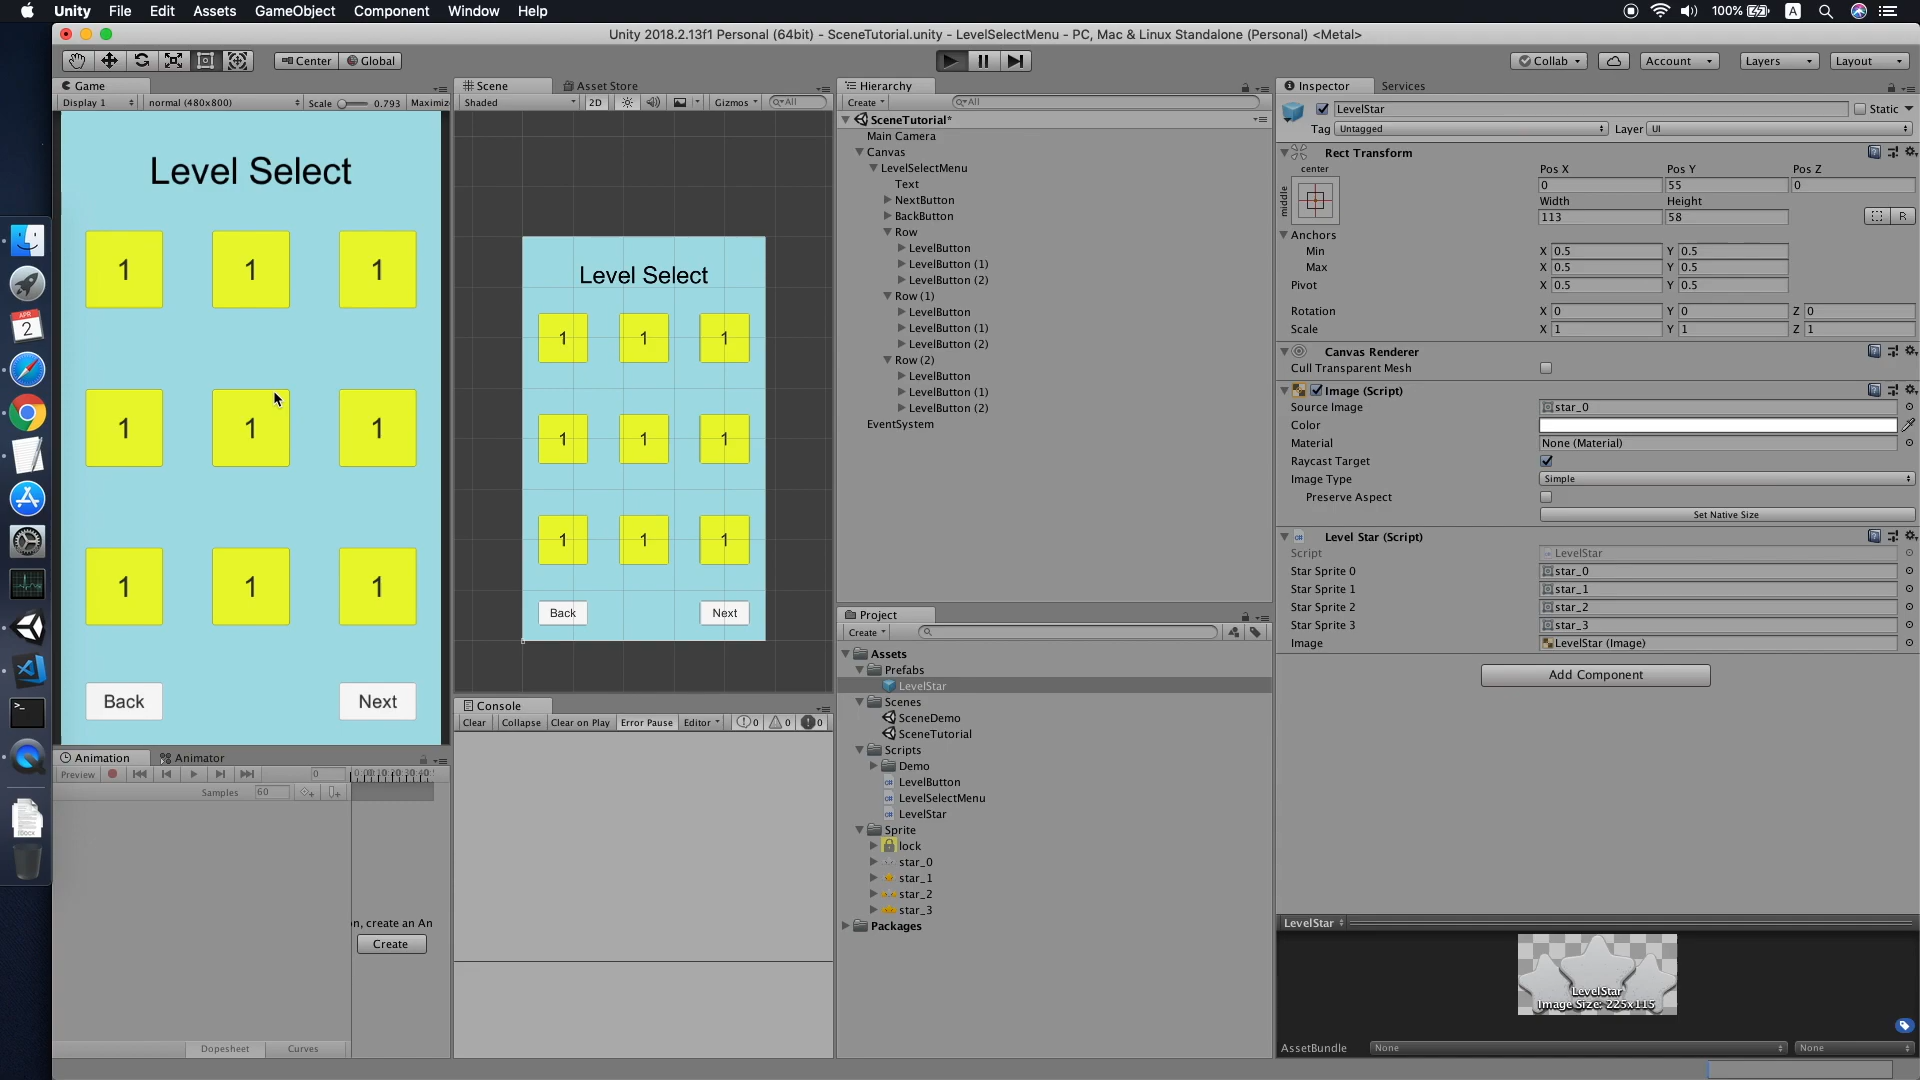 Unity File Edit Assets GameObject Component Window Help
100%
A
Unity 2018.2.13f1 Personal (64bit) - SceneTutorial.unity - LevelSelectMenu - PC, Mac & Linux Standalone (Personal) <Metal>
Center Global
Collab Account Layers Layout
Game
Display 1 normal (480x800) Scale 0.793 Maximiz
Level Select
1 1 1
1 1 1
1 1 1
Back Next
Animation Animator
Preview 0
Samples 60
n, create an An
Create
Dopesheet Curves
APR
2
Scene Asset Store
Shaded 2D Gizmos All
Level Select
1 1 1
1 1 1
1 1 1
Back Next
Console
Clear Collapse Clear on Play Error Pause Editor 0 0 0
Hierarchy
Create All
SceneTutorial*
Main Camera
Canvas
LevelSelectMenu
Text
NextButton
BackButton
Row
LevelButton
LevelButton (1)
LevelButton (2)
Row (1)
LevelButton
LevelButton (1)
LevelButton (2)
Row (2)
LevelButton
LevelButton (1)
LevelButton (2)
EventSystem
Project
Create
Assets
Prefabs
LevelStar
Scenes
SceneDemo
SceneTutorial
Scripts
Demo
LevelButton
LevelSelectMenu
LevelStar
Sprite
lock
star_0
star_1
star_2
star_3
Packages
Inspector Services
LevelStar Static
Tag Untagged Layer UI
Rect Transform
center
middle
Pos X Pos Y Pos Z
0 55 0
Width Height
113 58
R
Anchors
Min X 0.5 Y 0.5
Max X 0.5 Y 0.5
Pivot X 0.5 Y 0.5
Rotation X 0 Y 0 Z 0
Scale X 1 Y 1 Z 1
Canvas Renderer
Cull Transparent Mesh
Image (Script)
Source Image star_0
Color
Material None (Material)
Raycast Target
Image Type Simple
Preserve Aspect
Set Native Size
Level Star (Script)
Script LevelStar
Star Sprite 0 star_0
Star Sprite 1 star_1
Star Sprite 2 star_2
Star Sprite 3 star_3
Image LevelStar (Image)
Add Component
LevelStar
LevelStar
Image Size: 225x115
AssetBundle None None